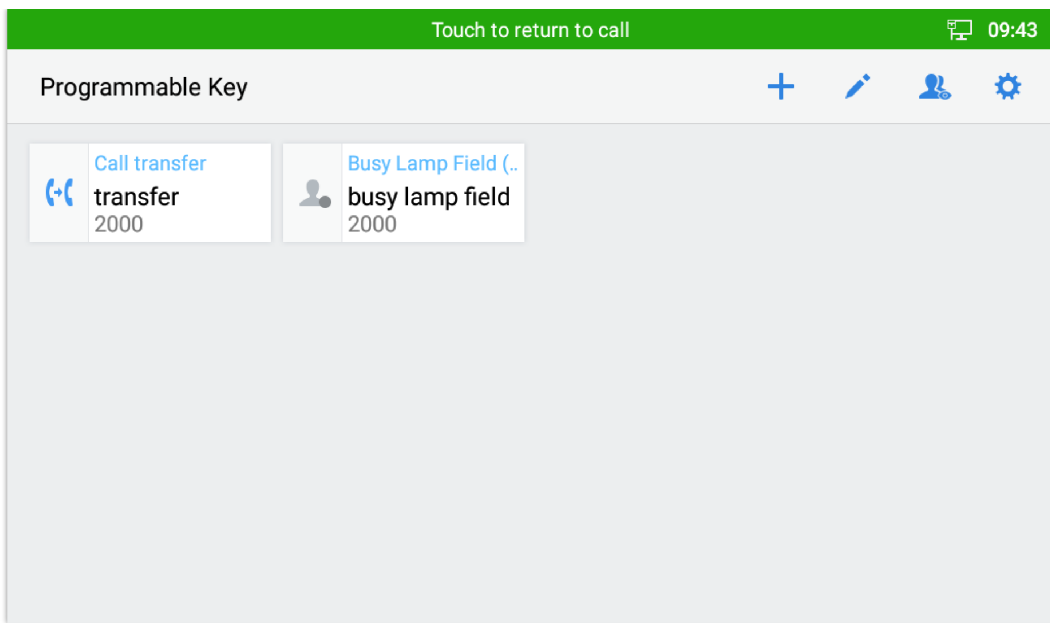 Touch to return to call
09:43
Programmable Key
Call transfer
transfer
2000
Busy Lamp Field (..
busy lamp field
2000